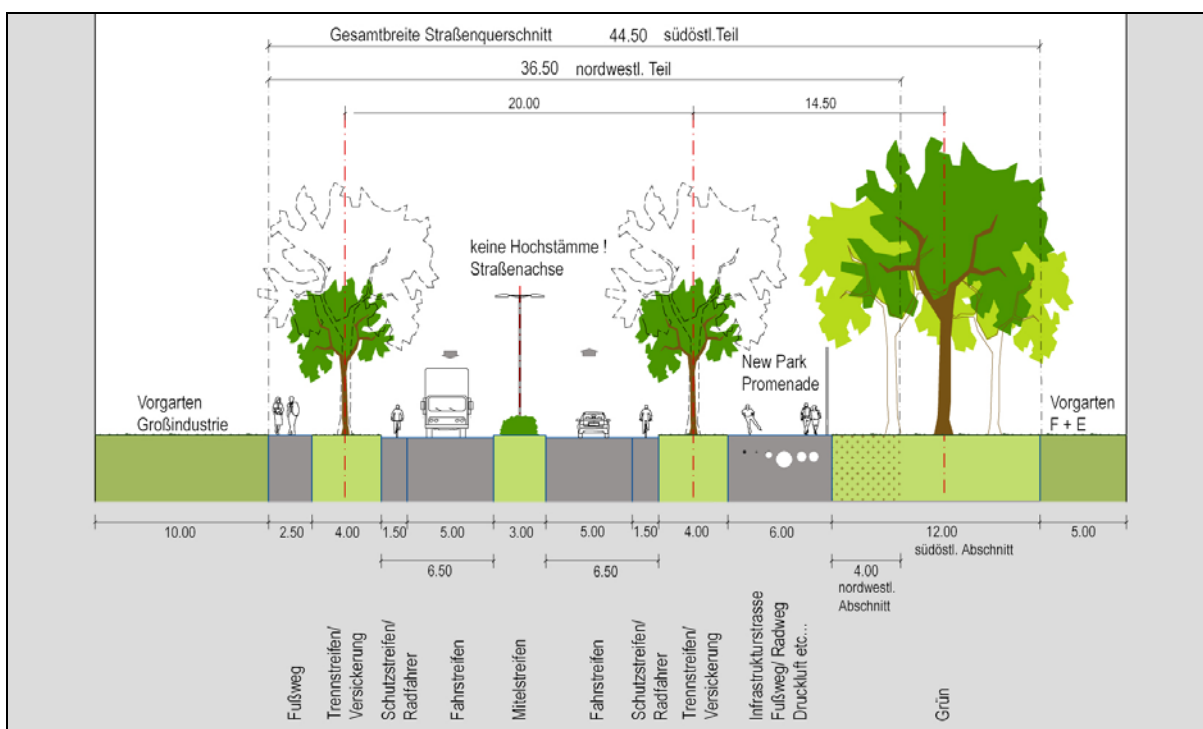 Gesamtbreite Straßenquerschnitt 44.50 südöstl.Teil
36.50 nordwestl. Teil
20.00
14.50
keine Hochstämme !
Straßenachse
New Park
Promenade
Vorgarten
Großindustrie
Vorgarten
F + E
10.00 2.50 4.00 1.50 5.00 3.00 5.00 1.50 4.00 6.00 12.00 5.00
südöstl. Abschnitt
6.50 6.50 4.00
nordwestl.
Abschnitt
Fußweg
Trennstreifen/
Versickerung
Schutzstreifen/
Radfahrer
Fahrstreifen
Mitelstreifen
Fahrstreifen
Schutzstreifen/
Radfahrer
Trennstreifen/
Versickerung
Infrastrukturstrasse
Fußweg/ Radweg
Druckluft etc...
Grün